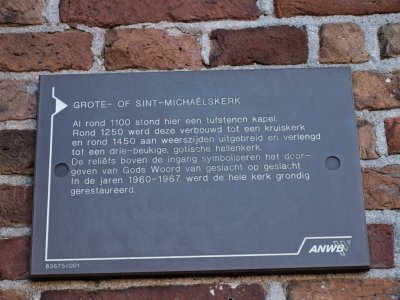 GROTE- OF SINT-MICHAËLSKERK
Al rond 1100 stond hier een tufstenen kapel.
Rond 1250 werd deze verbouwd tot een kruiskerk
en rond 1450 aan weerszijden uitgebreid en verlengd
tot een drie-beukige, gotische hallenkerk.
De reliëfs boven de ingang symboliseren het door-
geven van Gods Woord van geslacht op geslacht
In de jaren 1960-1967 werd de hele kerk grondig
gerestaureerd.
63675/001
ANWB